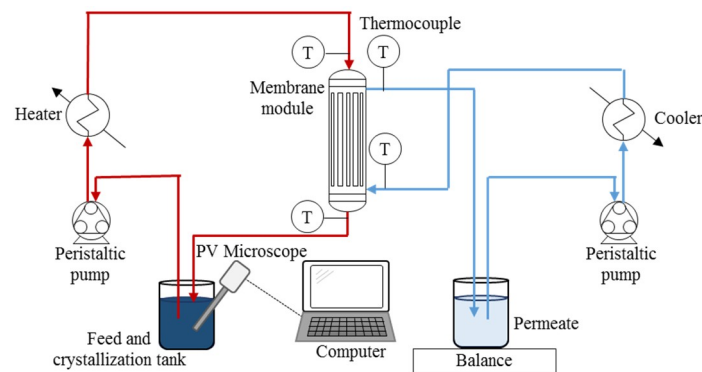 Thermocouple
T
T
Membrane
module
Heater
Cooler
T
T
Peristaltic
pump
PV Microscope
Peristaltic
pump
Feed and
crystallization tank
Computer
Permeate
Balance